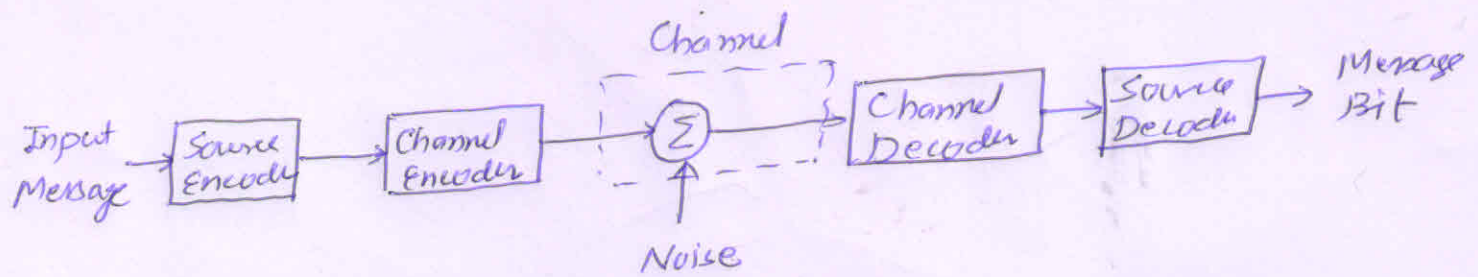 Channel
Input
Message
Source
Encoder
Channel
Encoder
Σ
Noise
Channel
Decoder
Source
Decoder
Message
Bit